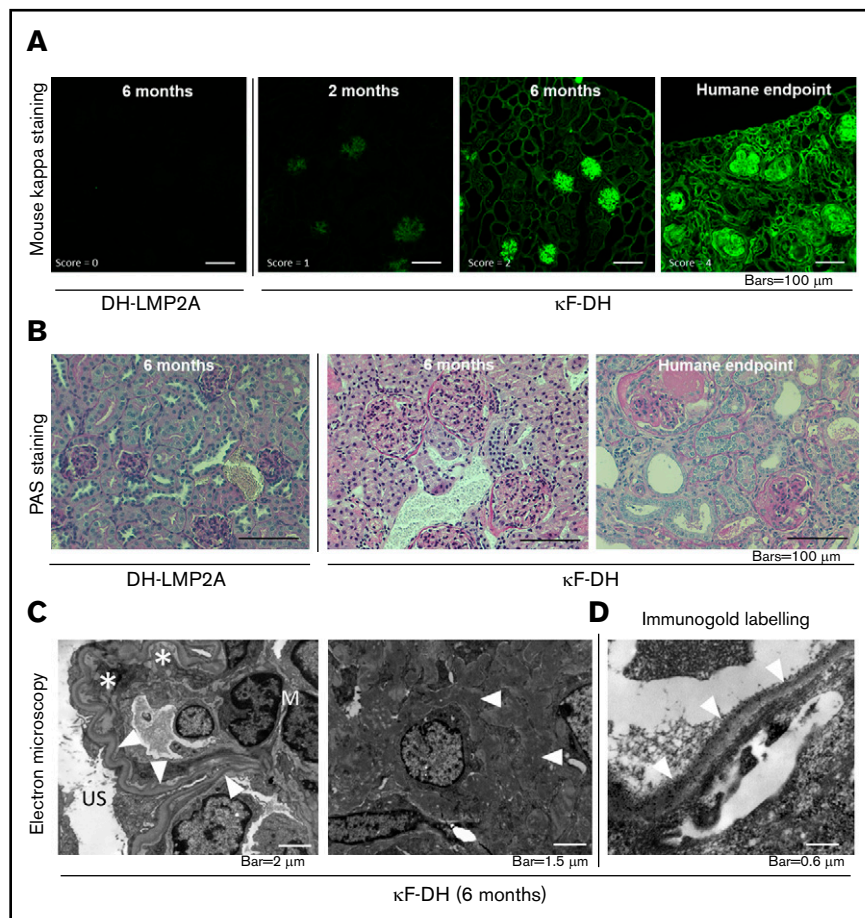 A
Mouse kappa staining
6 months
2 months
6 months
Humane endpoint
Score = 0
Score = 1
Score = 2
Score = 4
Bars=100 μm
DH-LMP2A
κF-DH
B
PAS staining
6 months
6 months
Humane endpoint
Bars=100 μm
DH-LMP2A
κF-DH
C
D
Immunogold labelling
Electron microscopy
*
*
M
US
Bar=2 μm
Bar=1.5 μm
Bar=0.6 μm
κF-DH (6 months)